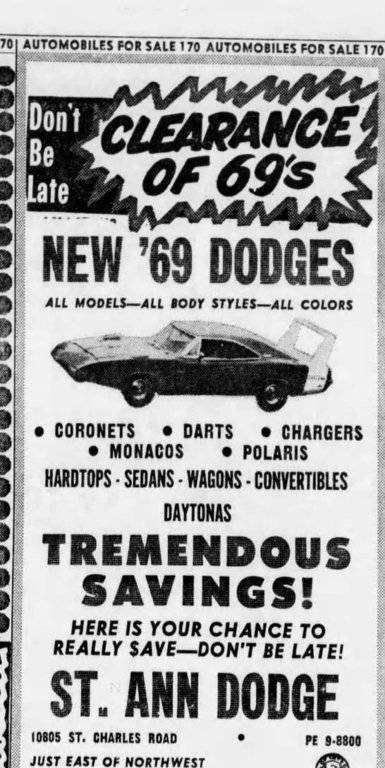 70 AUTOMOBILES FOR SALE 170 AUTOMOBILES FOR SALE 170
Don't
Be
Late
CLEARANCE
OF 69's
NEW '69 DODGES
ALL MODELS—ALL BODY STYLES—ALL COLORS
• CORONETS • DARTS • CHARGERS
• MONACOS • POLARIS
HARDTOPS - SEDANS - WAGONS - CONVERTIBLES
DAYTONAS
TREMENDOUS
SAVINGS!
HERE IS YOUR CHANCE TO
REALLY $AVE—DON'T BE LATE!
ST. ANN DODGE
10805 ST. CHARLES ROAD • PE 9-8800
JUST EAST OF NORTHWEST